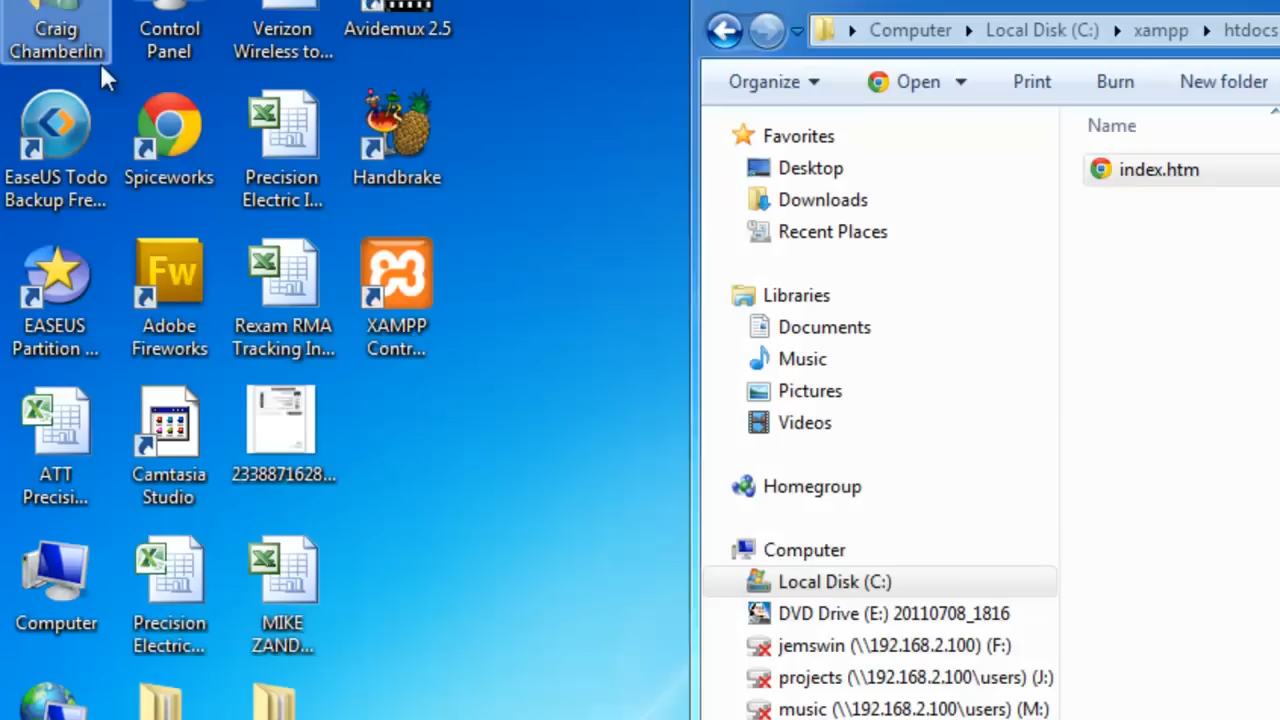 Craig
Chamberlin
Control
Panel
Verizon
Wireless to...
Avidemux 2.5
EaseUS Todo
Backup Fre...
Spiceworks
Precision
Electric I...
Handbrake
EASEUS
Partition ...
Fw
Adobe
Fireworks
Rexam RMA
Tracking In...
XAMPP
Contr...
ATT
Precisi...
Camtasia
Studio
2338871628...
Computer
Precision
Electric...
MIKE
ZAND...
Computer
Local Disk (C:)
xampp
htdocs
Organize
Open
Print
Burn
New folder
Favorites
Desktop
Downloads
Recent Places
Libraries
Documents
Music
Pictures
Videos
Homegroup
Computer
Local Disk (C:)
DVD Drive (E:) 20110708_1816
jemswin (\\192.168.2.100) (F:)
projects (\\192.168.2.100\users) (J:)
music (\\192.168.2.100\users) (M:)
Name
index.htm